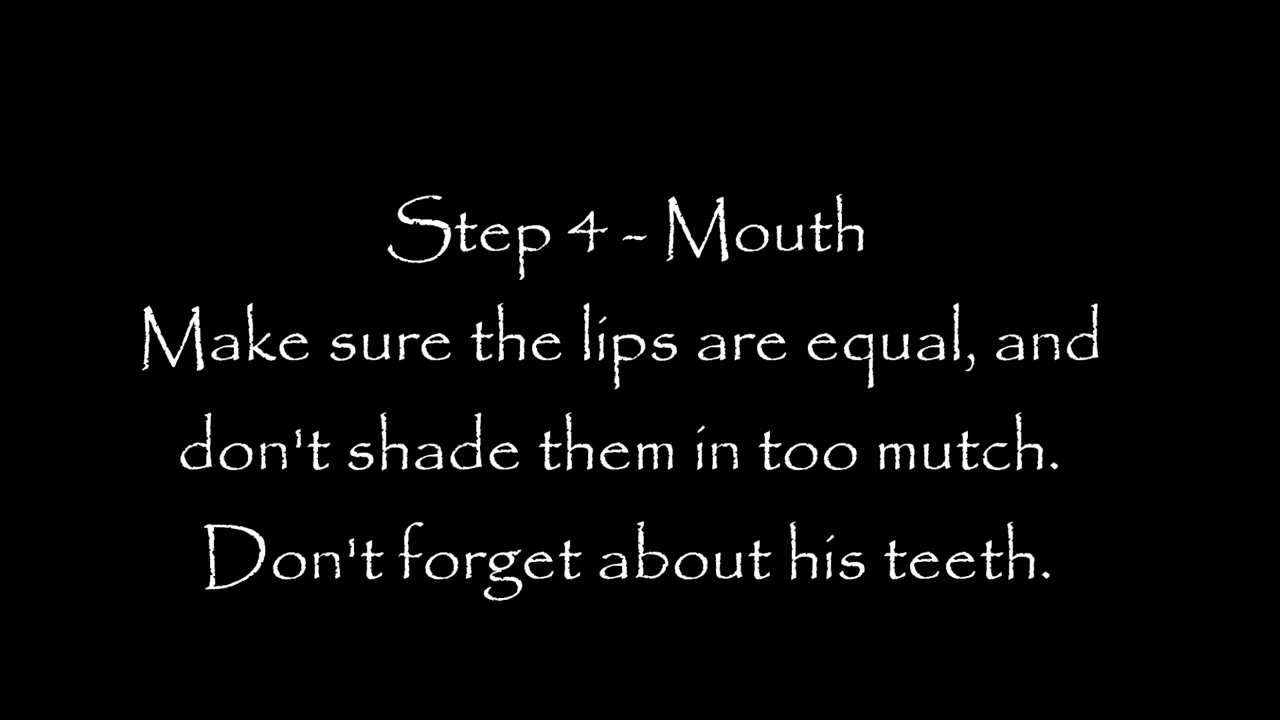 Step 4 - Mouth
Make sure the lips are equal, and
don't shade them in too mutch.
Don't forget about his teeth.